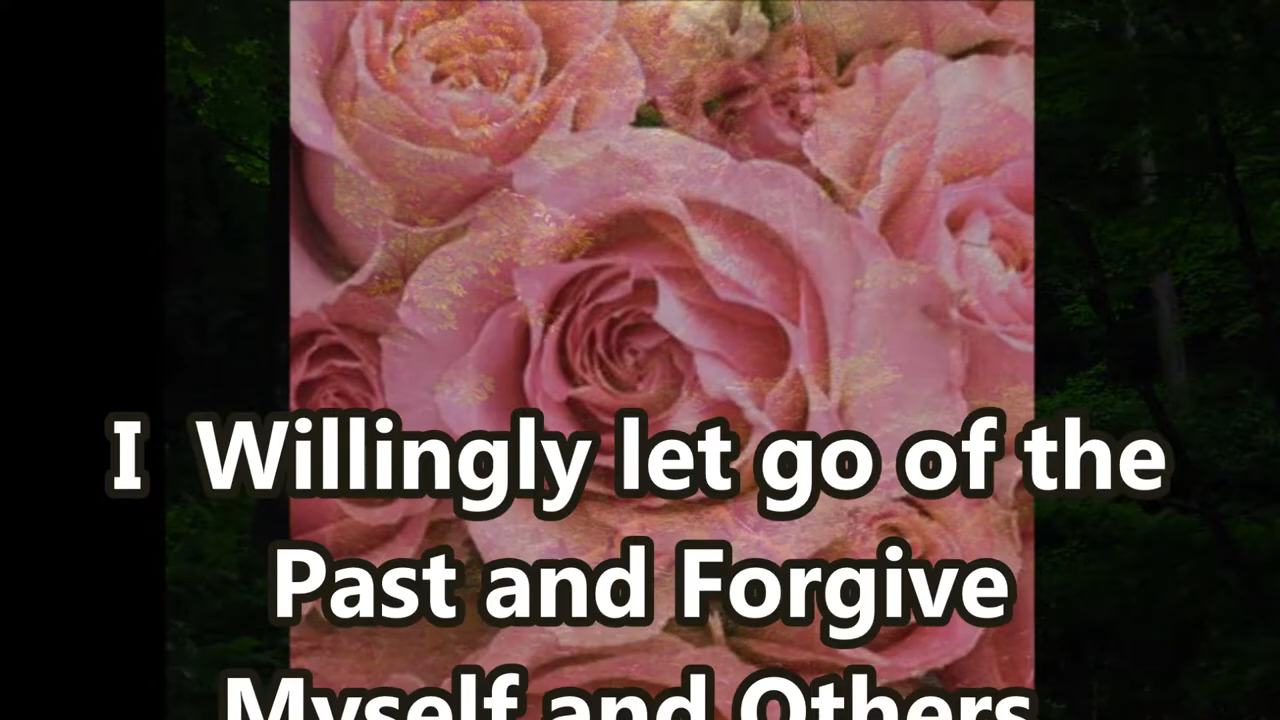 I Willingly let go of the
Past and Forgive
Myself and Others